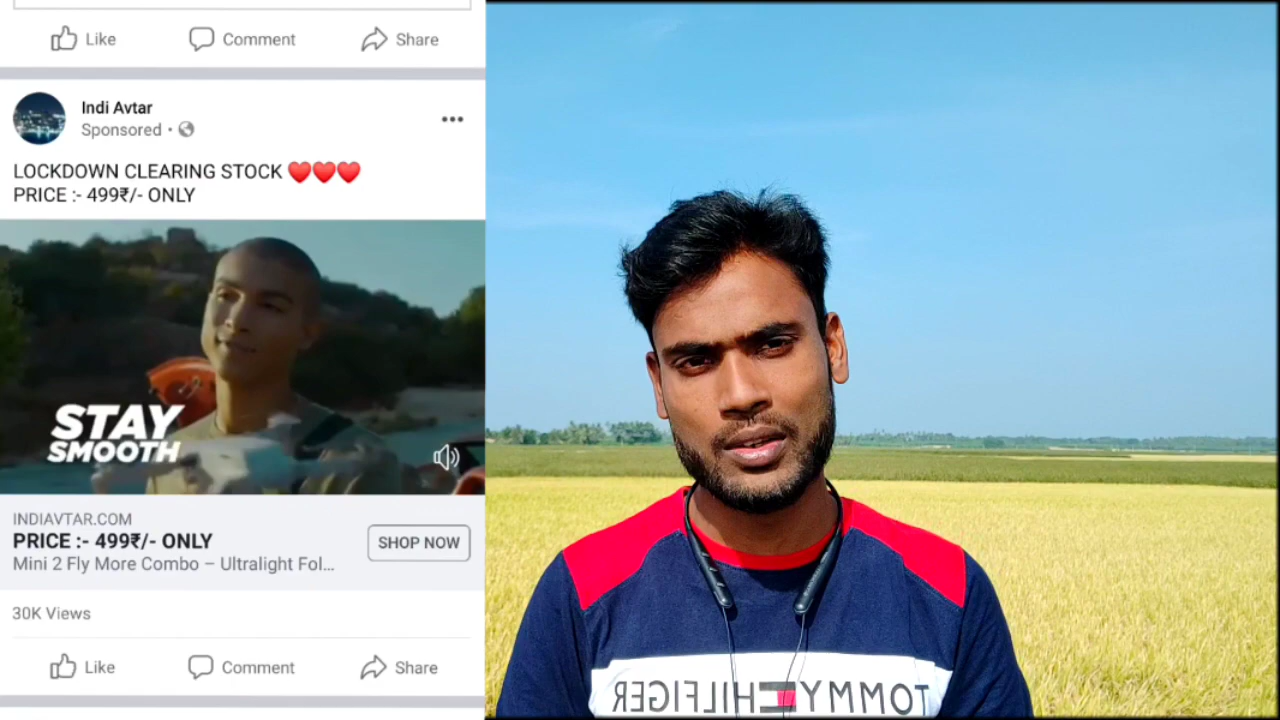 Like Comment Share
Indi Avtar
Sponsored •
LOCKDOWN CLEARING STOCK ❤️❤️❤️
PRICE :- 499₹/- ONLY
STAY
SMOOTH
INDIAVTAR.COM
PRICE :- 499₹/- ONLY
Mini 2 Fly More Combo – Ultralight Fol...
SHOP NOW
30K Views
Like Comment Share
TOMMY HILFIGER